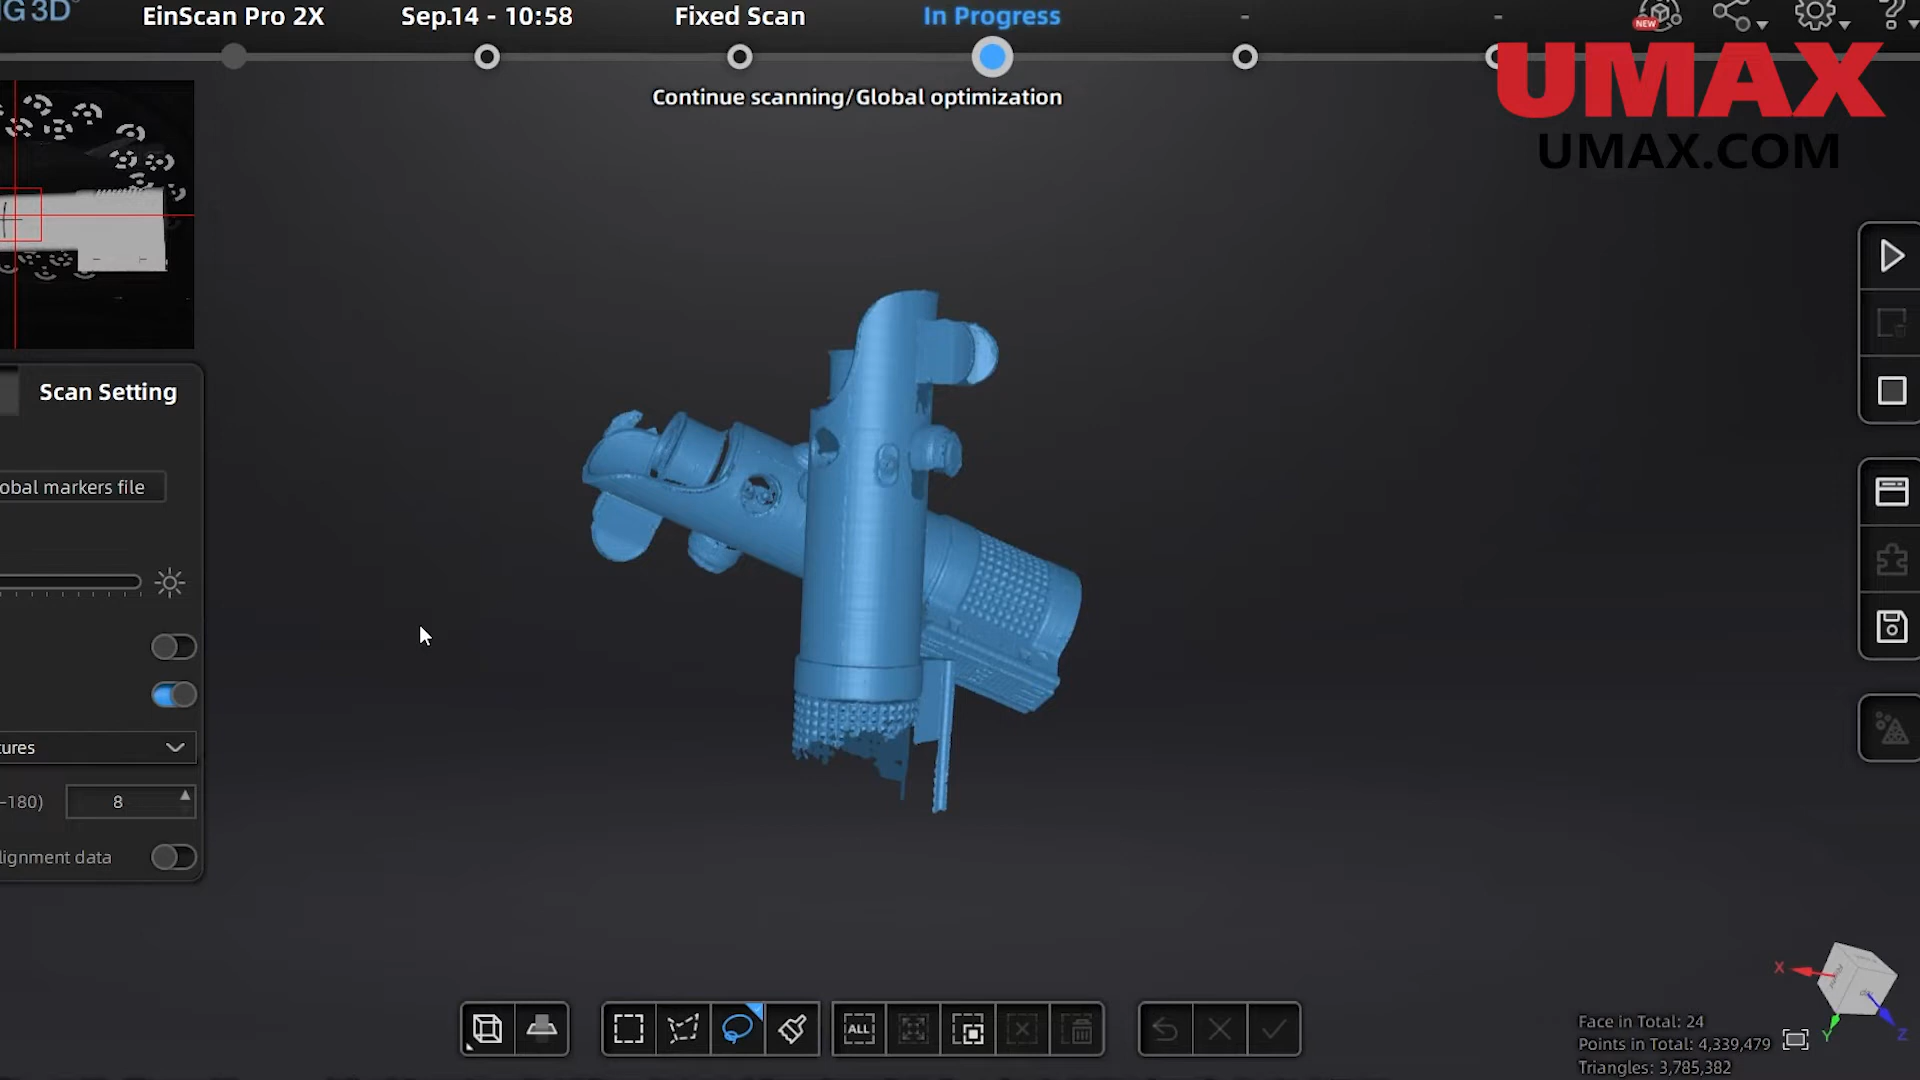 G 3D
EinScan Pro 2X
Sep.14 - 10:58
Fixed Scan
In Progress
-
-
NEW
?
UMAX
UMAX.COM
Continue scanning/Global optimization
Scan Setting
obal markers file
tures
-180)
8
lignment data
ALL
X
Y
Z
Face in Total: 24
Points in Total: 4,339,479
Triangles: 3,785,382